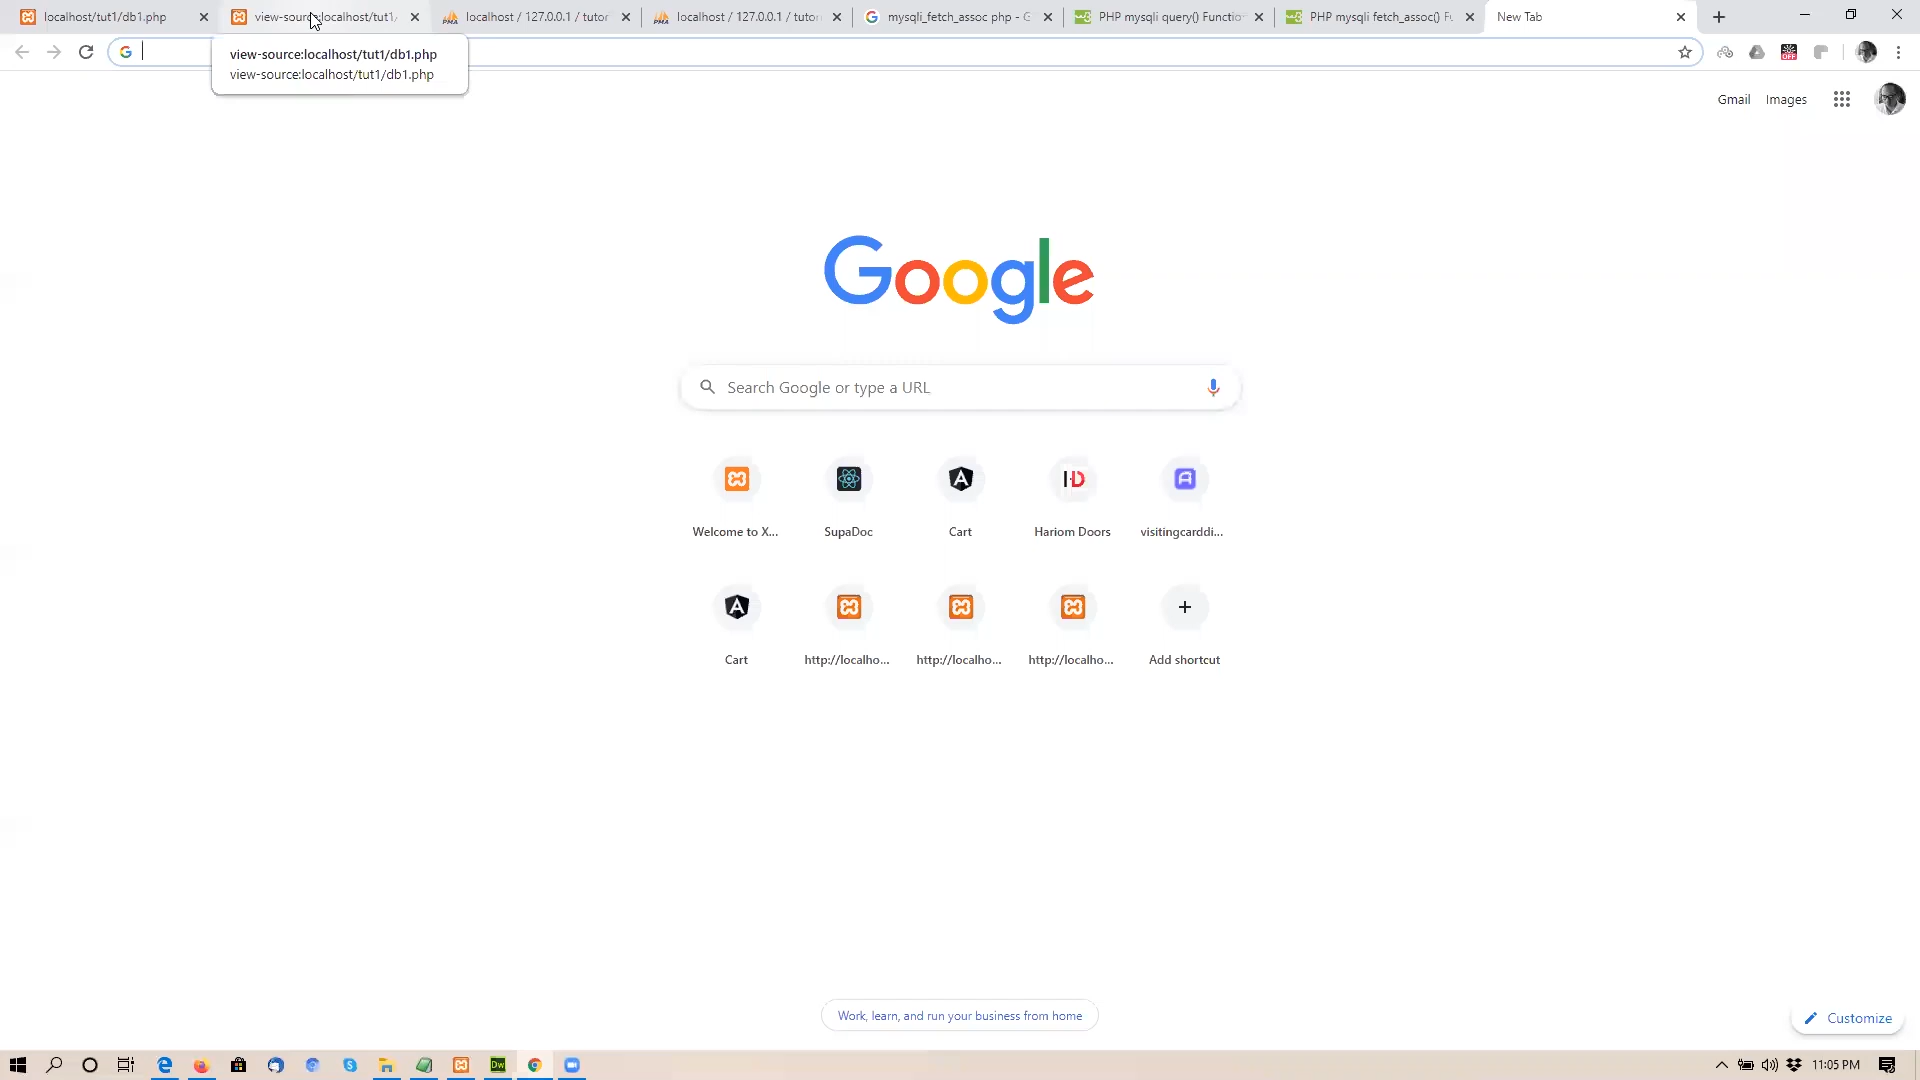 localhost/tut1/db1.php
view-source:localhost/tut1/
localhost / 127.0.0.1 / tutor
localhost / 127.0.0.1 / tutor
mysqli_fetch_assoc php - G
PHP mysqli query() Functio
PHP mysqli fetch_assoc() Fu
New Tab
view-source:localhost/tut1/db1.php
view-source:localhost/tut1/db1.php
OFF
Gmail
Images
Google
Search Google or type a URL
Welcome to X...
SupaDoc
Cart
Hariom Doors
visitingcarddi...
Cart
http://localho...
http://localho...
http://localho...
Add shortcut
Work, learn, and run your business from home
Customize
Dw
11:05 PM